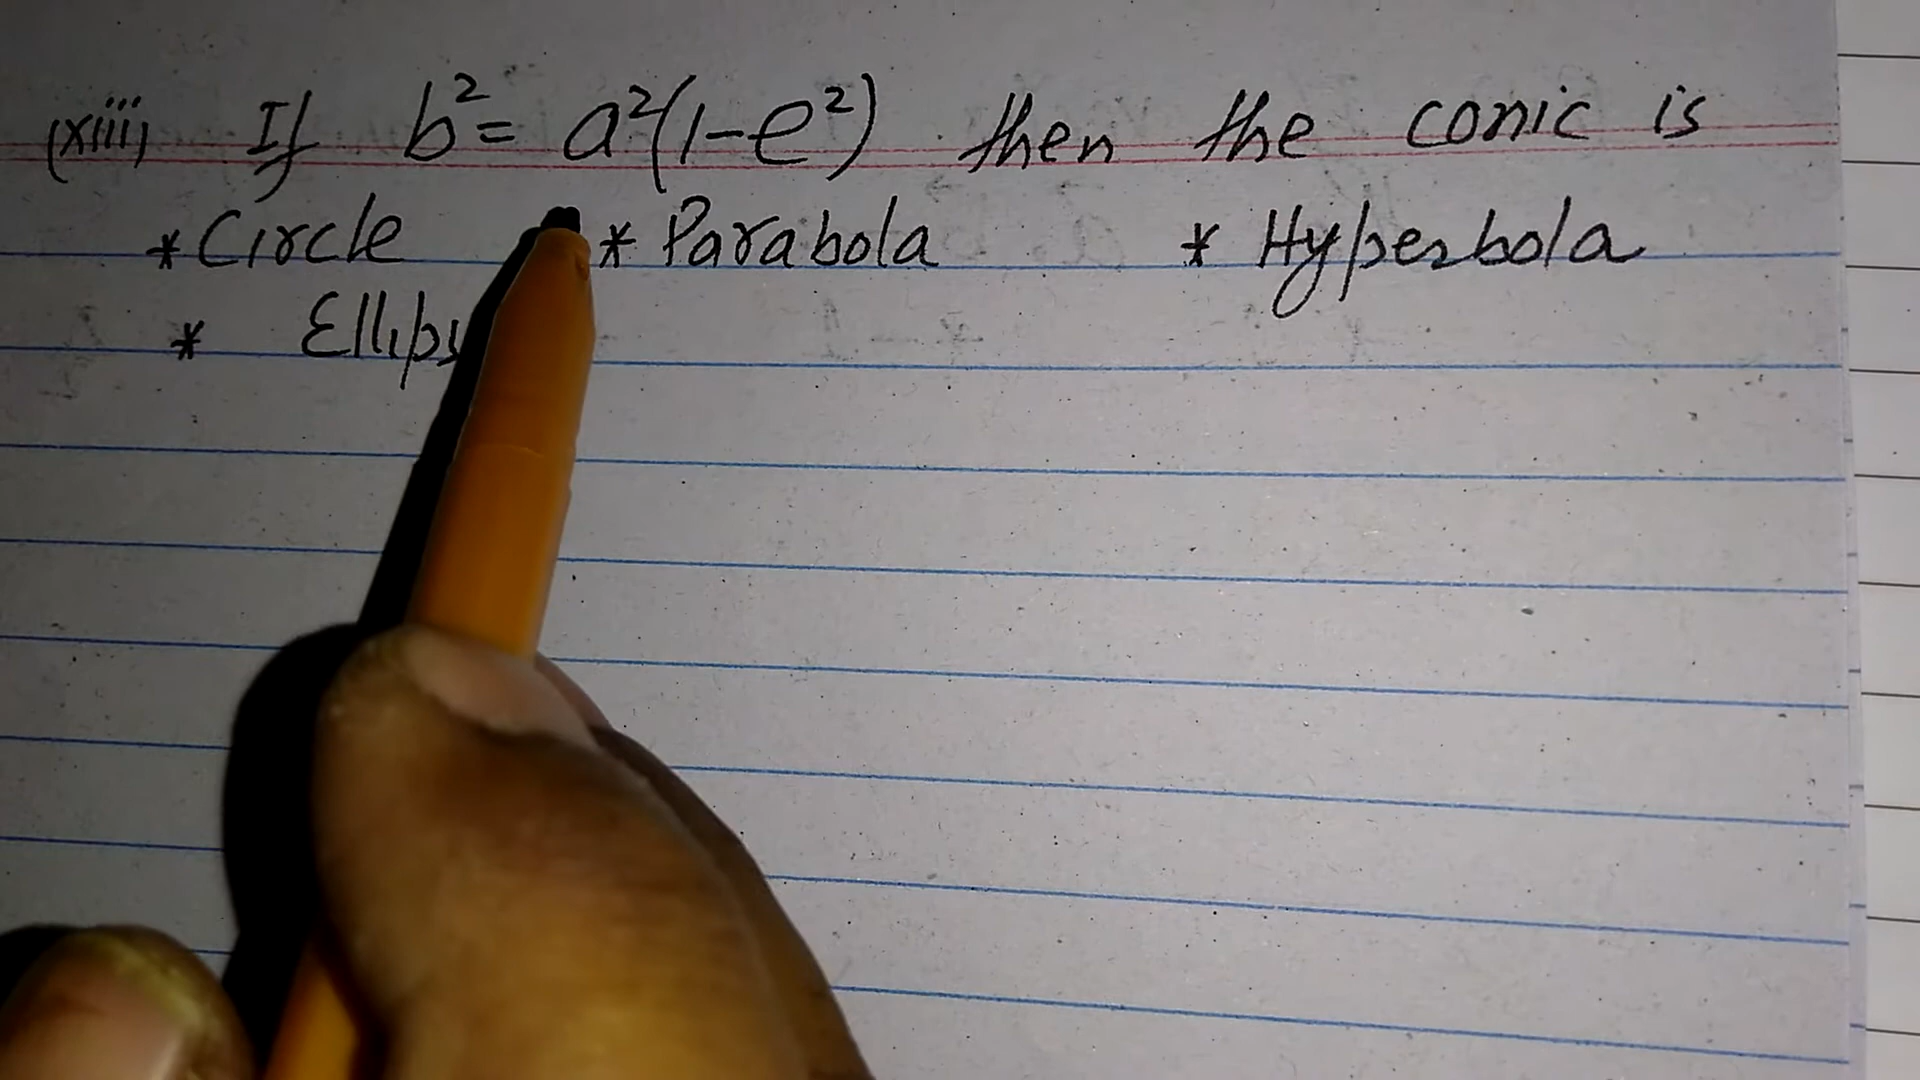 (xiii) If b² = a²(1-e²) then the conic is
*Circle * Parabola * Hyperbola
*